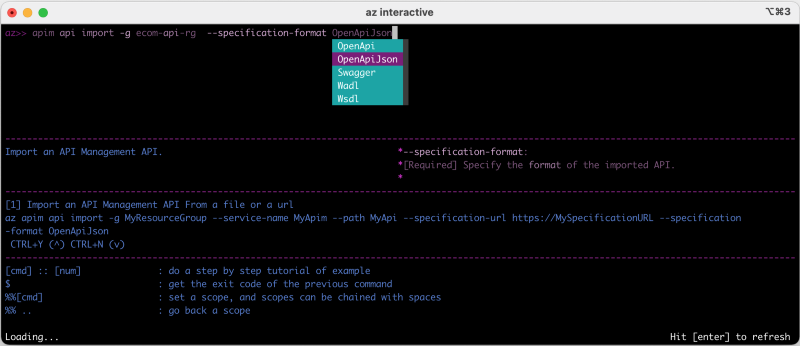 az interactive
⌥⌘3
az>> apim api import -g ecom-api-rg  --specification-format OpenApiJson
OpenApi
OpenApiJson
Swagger
Wadl
Wsdl
Import an API Management API.
*--specification-format:
*[Required] Specify the format of the imported API.
*
[1] Import an API Management API From a file or a url
az apim api import -g MyResourceGroup --service-name MyApim --path MyApi --specification-url https://MySpecificationURL --specification
-format OpenApiJson
CTRL+Y (^) CTRL+N (v)
[cmd] :: [num] : do a step by step tutorial of example
$ : get the exit code of the previous command
%%[cmd] : set a scope, and scopes can be chained with spaces
%% .. : go back a scope
Loading...
Hit [enter] to refresh